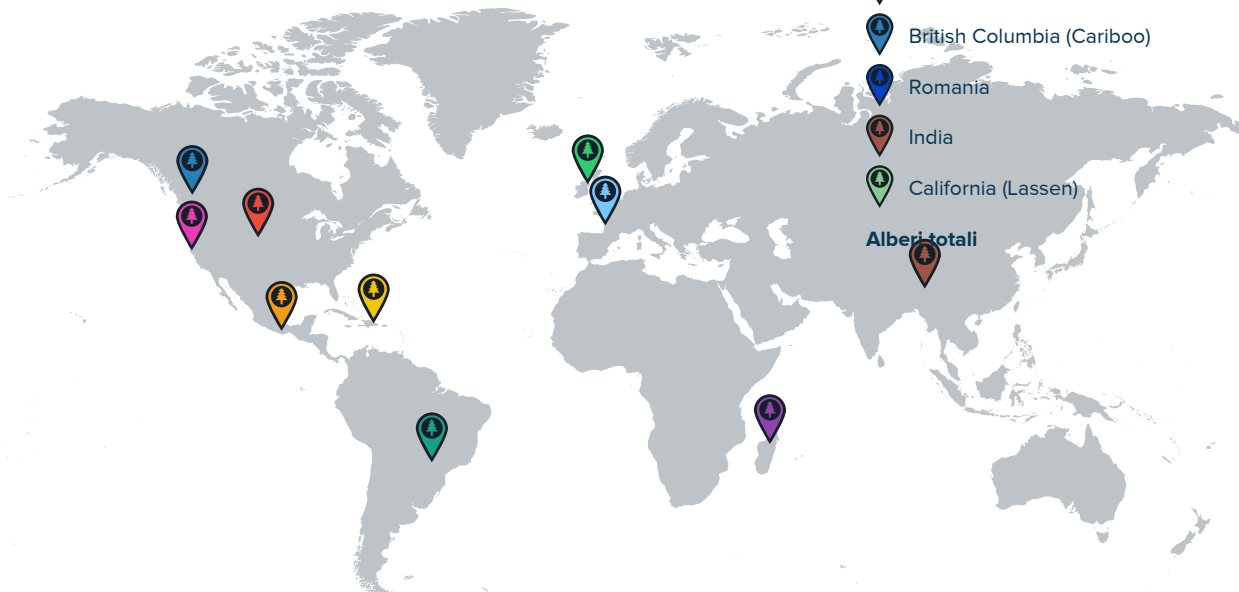 British Columbia (Cariboo)
Romania
India
California (Lassen)
Alberi totali